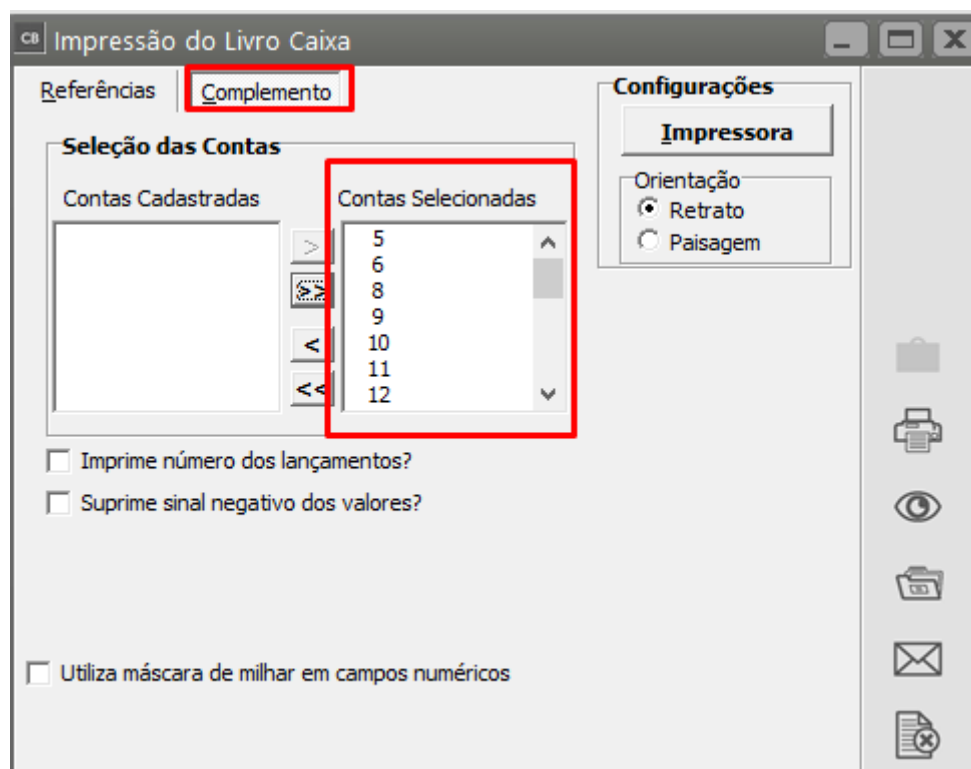 CB Impressão do Livro Caixa
Referências Complemento
Configurações
Impressora
Orientação
Retrato
Paisagem
Seleção das Contas
Contas Cadastradas
>
>>
<
<<
Contas Selecionadas
5
6
8
9
10
11
12
Imprime número dos lançamentos?
Suprime sinal negativo dos valores?
Utiliza máscara de milhar em campos numéricos